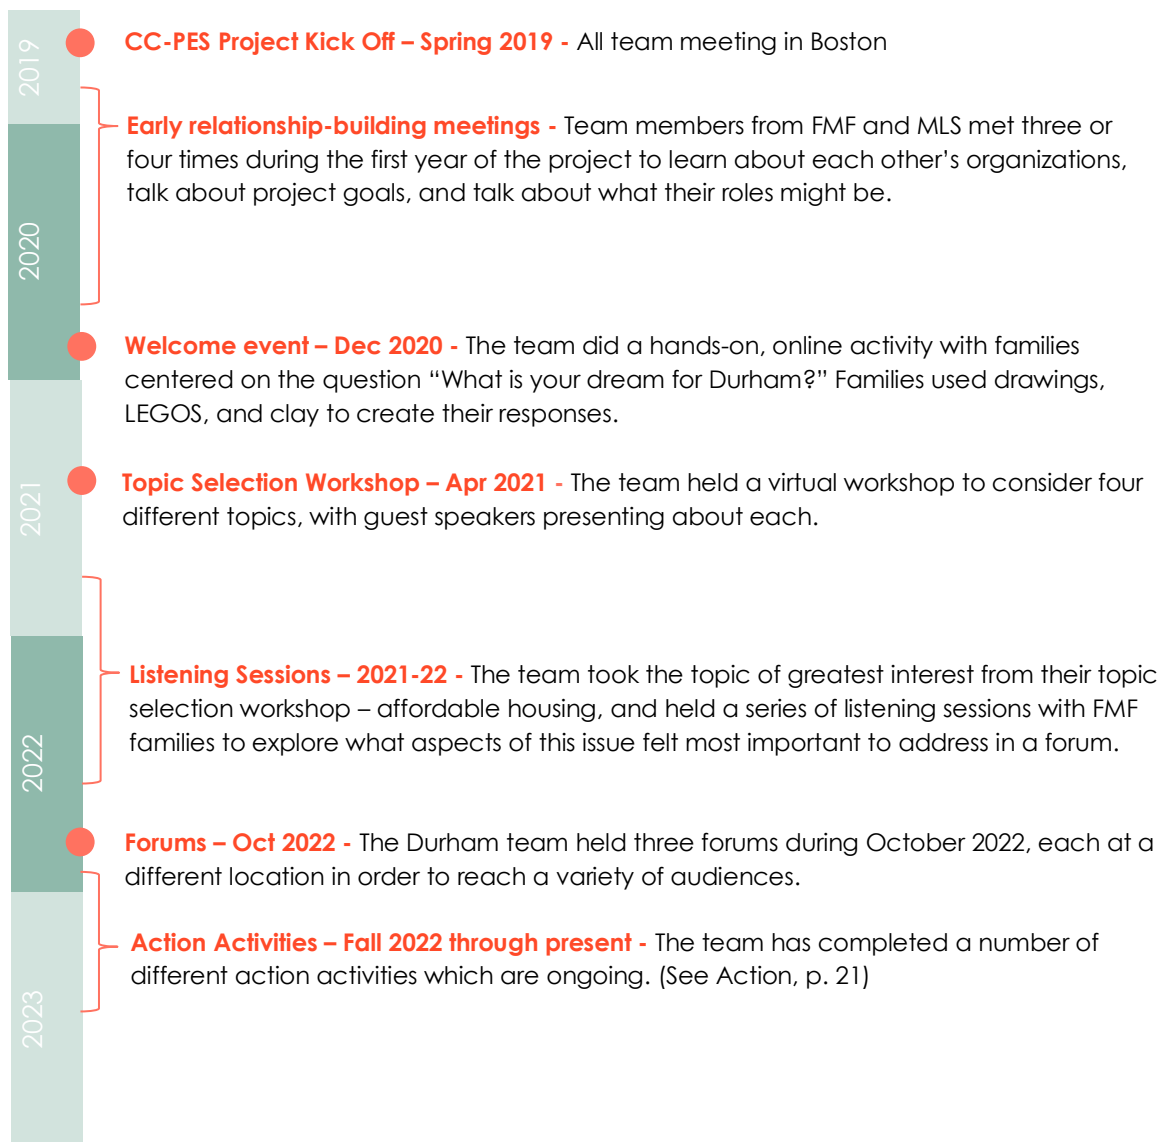 2019
CC-PES Project Kick Off – Spring 2019 - All team meeting in Boston
Early relationship-building meetings - Team members from FMF and MLS met three or
four times during the first year of the project to learn about each other’s organizations,
talk about project goals, and talk about what their roles might be.
2020
Welcome event – Dec 2020 - The team did a hands-on, online activity with families
centered on the question “What is your dream for Durham?” Families used drawings,
LEGOS, and clay to create their responses.
2021
Topic Selection Workshop – Apr 2021 - The team held a virtual workshop to consider four
different topics, with guest speakers presenting about each.
Listening Sessions – 2021-22 - The team took the topic of greatest interest from their topic
selection workshop – affordable housing, and held a series of listening sessions with FMF
families to explore what aspects of this issue felt most important to address in a forum.
2022
Forums – Oct 2022 - The Durham team held three forums during October 2022, each at a
different location in order to reach a variety of audiences.
Action Activities – Fall 2022 through present - The team has completed a number of
different action activities which are ongoing. (See Action, p. 21)
2023